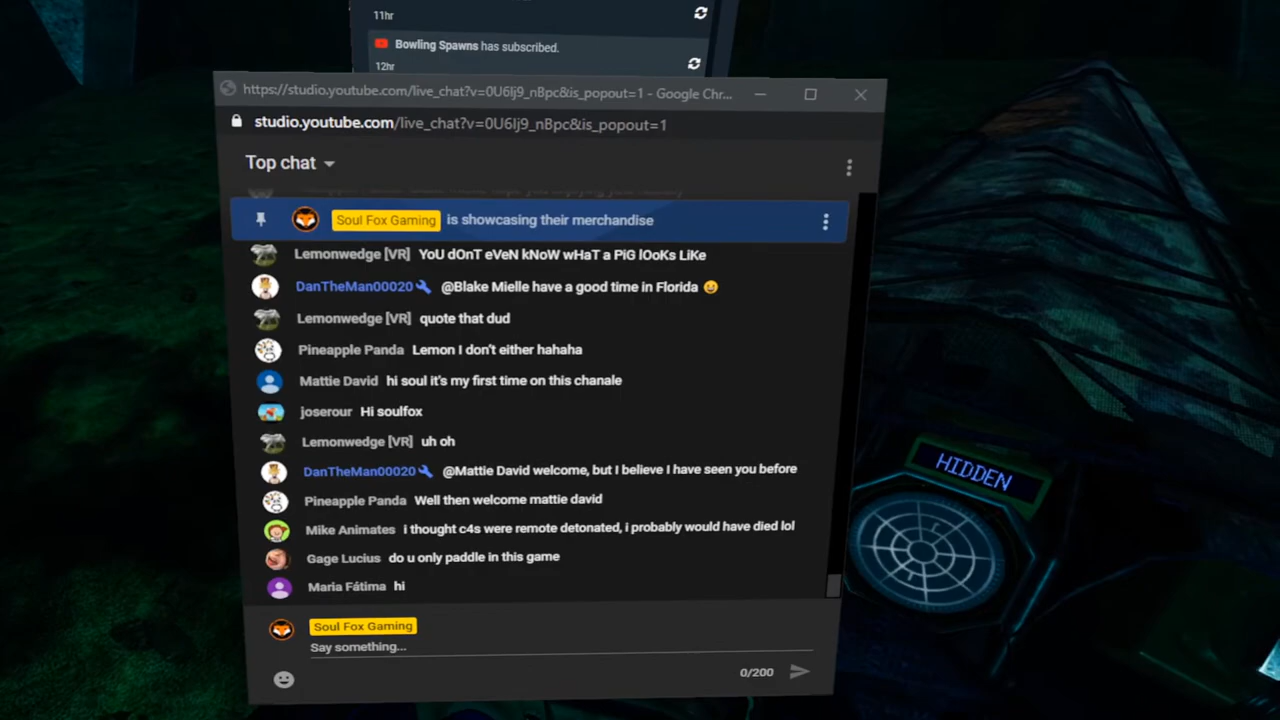 11hr
Bowling Spawns has subscribed.
12hr
https://studio.youtube.com/live_chat?v=0U6lj9_nBpc&is_popout=1 - Google Chr...
studio.youtube.com/live_chat?v=0U6lj9_nBpc&is_popout=1
Top chat
Soul Fox Gaming is showcasing their merchandise
Lemonwedge [VR] YoU dOnT eVeN kNoW wHaT a PiG lOoKs LiKe
DanTheMan00020 @Blake Mielle have a good time in Florida 😀
Lemonwedge [VR] quote that dud
Pineapple Panda Lemon I don't either hahaha
Mattie David hi soul it's my first time on this chanale
joserour Hi soulfox
Lemonwedge [VR] uh oh
DanTheMan00020 @Mattie David welcome, but I believe I have seen you before
Pineapple Panda Well then welcome mattie david
Mike Animates i thought c4s were remote detonated, i probably would have died lol
Gage Lucius do u only paddle in this game
Maria Fátima hi
Soul Fox Gaming
Say something...
0/200
HIDDEN